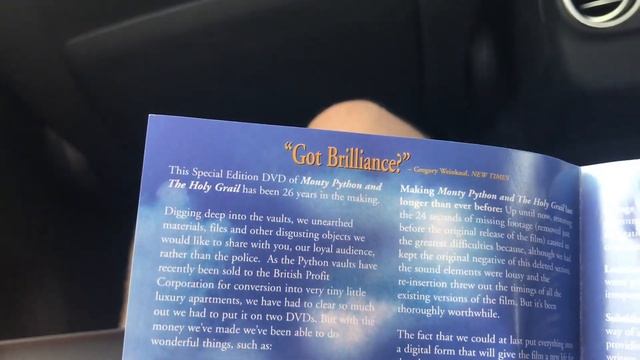 “Got Brilliance?”
– Gregory Weinkauf, NEW TIMES
This Special Edition DVD of Monty Python and
The Holy Grail has been 26 years in the making.
Digging deep into the vaults, we unearthed
materials, files and other disgusting objects we
would like to share with you, our loyal audience,
rather than the police. As the Python vaults have
recently been sold to the British Profit
Corporation for conversion into very tiny little
luxury apartments, we have had to clear so much
out we had to put it on two DVDs. But with the
money we've made we've been able to do
wonderful things, such as:
Making Monty Python and The Holy Grail
longer than ever before: Up until now,
the 24 seconds of missing footage (removed just
before the original release of the film) caused us
the greatest difficulties because, although we had
kept the original negative of this deleted version,
the sound elements were lousy and the
re-insertion threw out the timings of all the
existing versions of the film. But it's been
thoroughly worthwhile.
The fact that we could at last put everything
a digital form that will give the film a